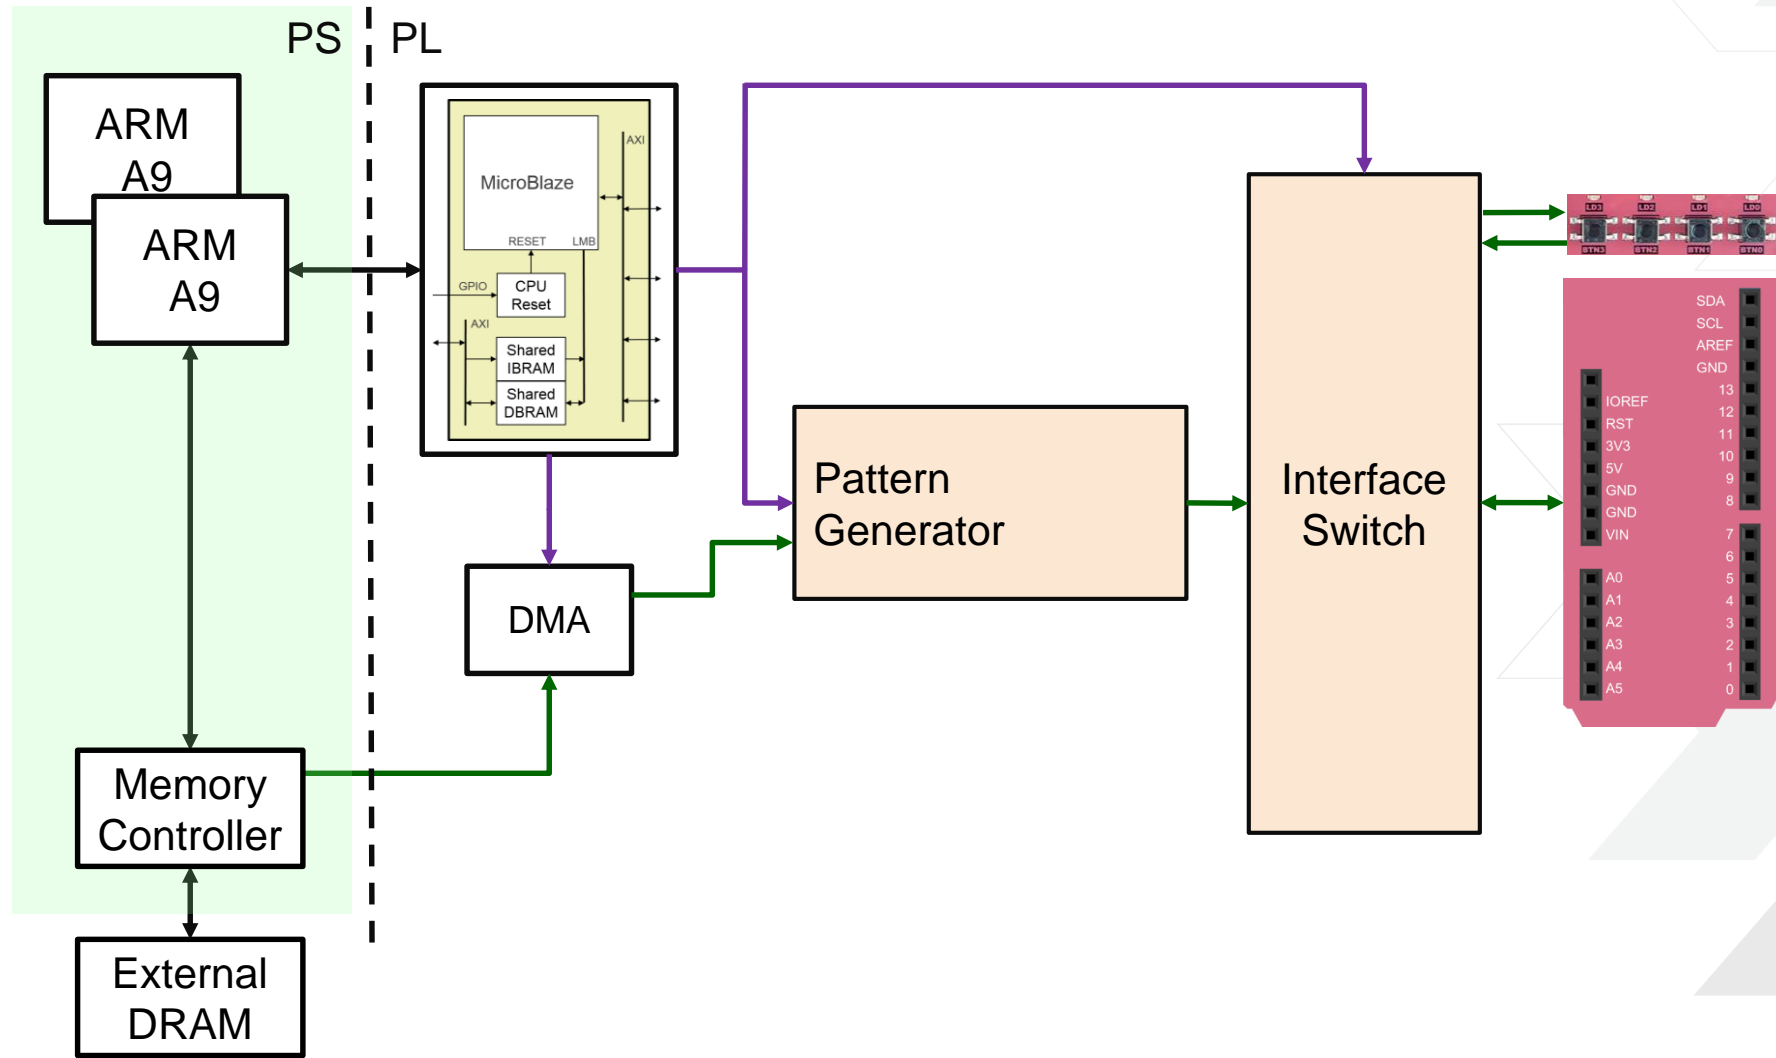 PS
PL
ARM
A9
ARM
A9
MicroBlaze
AXI
RESET
LMB
GPIO
CPU
Reset
AXI
Shared
IBRAM
Shared
DBRAM
Memory
Controller
External
DRAM
DMA
Pattern
Generator
Interface
Switch
LD3 LD2 LD1 LD0
BTN3 BTN2 BTN1 BTN0
SDA
SCL
AREF
GND
13
12
11
10
9
8
IOREF
RST
3V3
5V
GND
GND
VIN
7
6
5
4
3
2
1
0
A0
A1
A2
A3
A4
A5